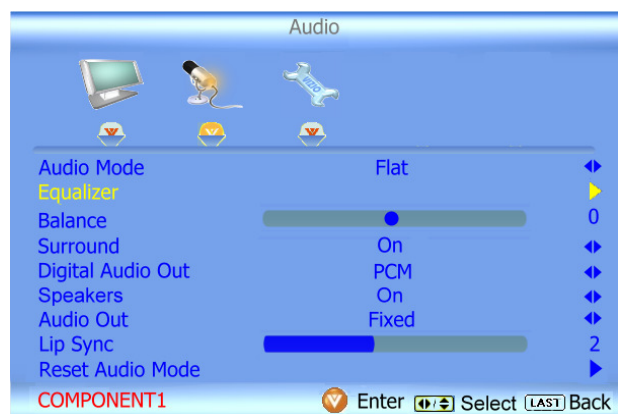 Audio
VIZIO
Audio Mode Flat
Equalizer
Balance 0
Surround On
Digital Audio Out PCM
Speakers On
Audio Out Fixed
Lip Sync 2
Reset Audio Mode
COMPONENT1 Enter Select LAST Back